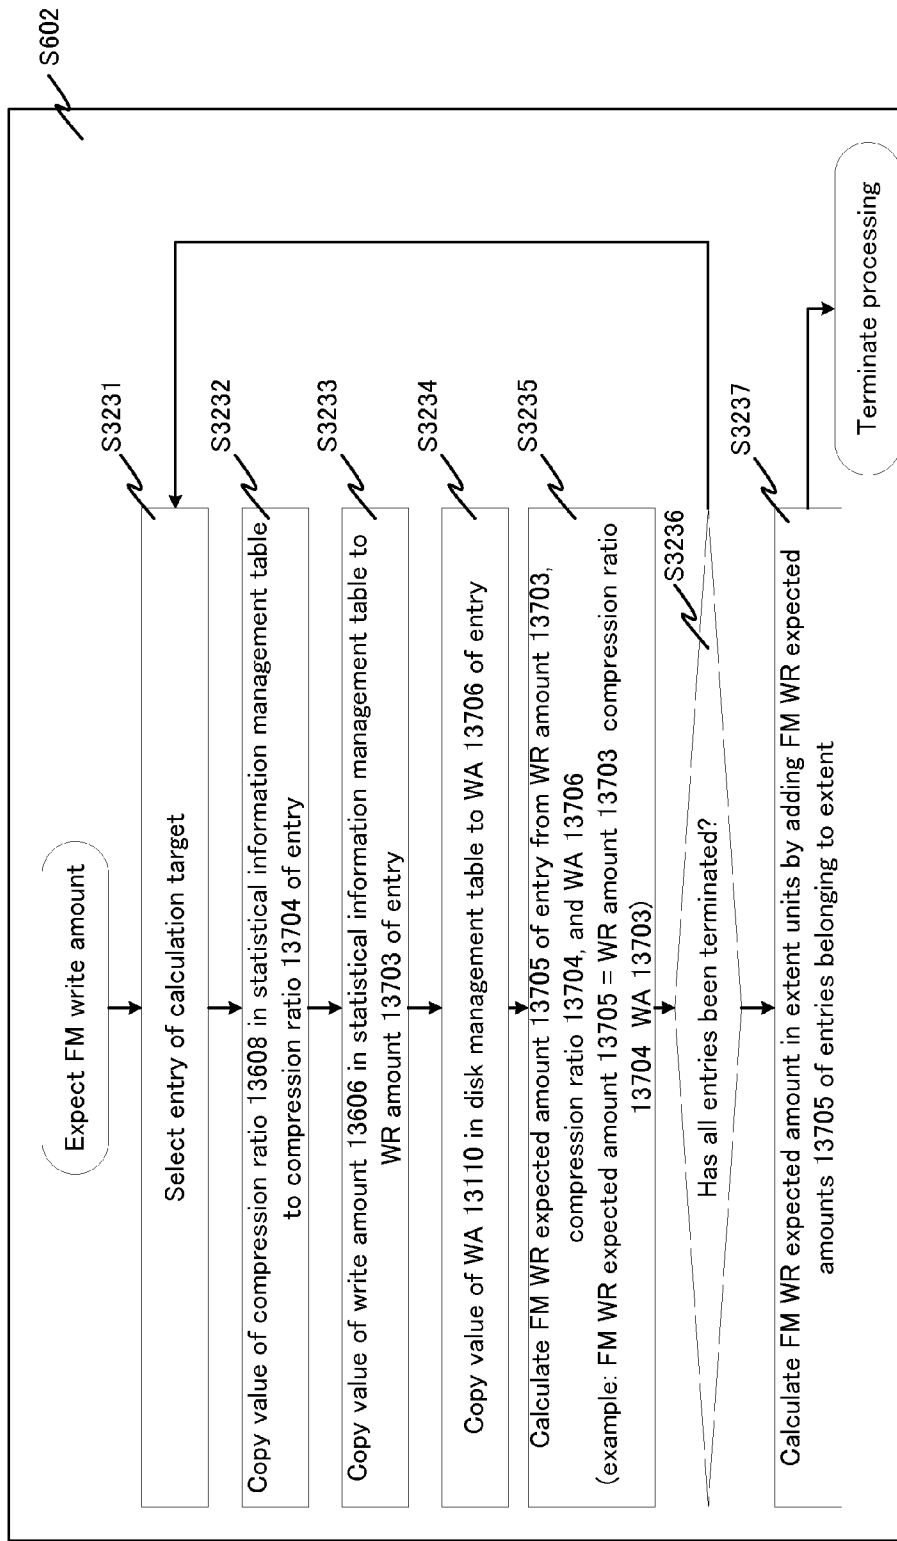 S602
Expect FM write amount
S3231
Select entry of calculation target
S3232
Copy value of compression ratio 13608 in statistical information management table
to compression ratio 13704 of entry
S3233
Copy value of write amount 13606 in statistical information management table to
WR amount 13703 of entry
S3234
Copy value of WA 13110 in disk management table to WA 13706 of entry
S3235
Calculate FM WR expected amount 13705 of entry from WR amount 13703,
compression ratio 13704, and WA 13706
(example: FM WR expected amount 13705 = WR amount 13703 compression ratio
13704 WA 13703)
S3236
Has all entries been terminated?
S3237
Calculate FM WR expected amount in extent units by adding FM WR expected
amounts 13705 of entries belonging to extent
Terminate processing